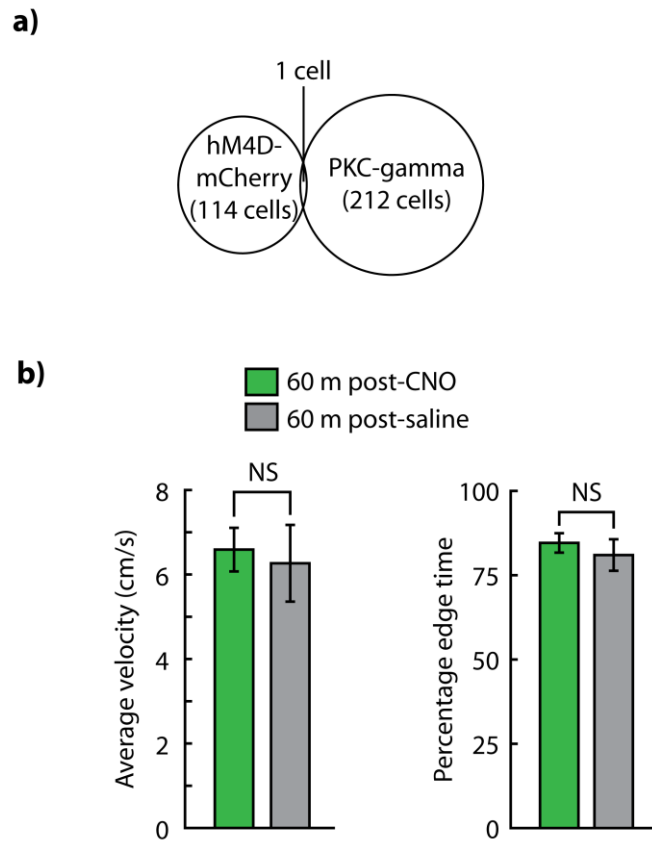 a)
1 cell
hM4D-
mCherry
(114 cells)
PKC-gamma
(212 cells)
b)
60 m post-CNO
60 m post-saline
NS
8
6
4
2
0
Average velocity (cm/s)
NS
100
75
50
25
0
Percentage edge time